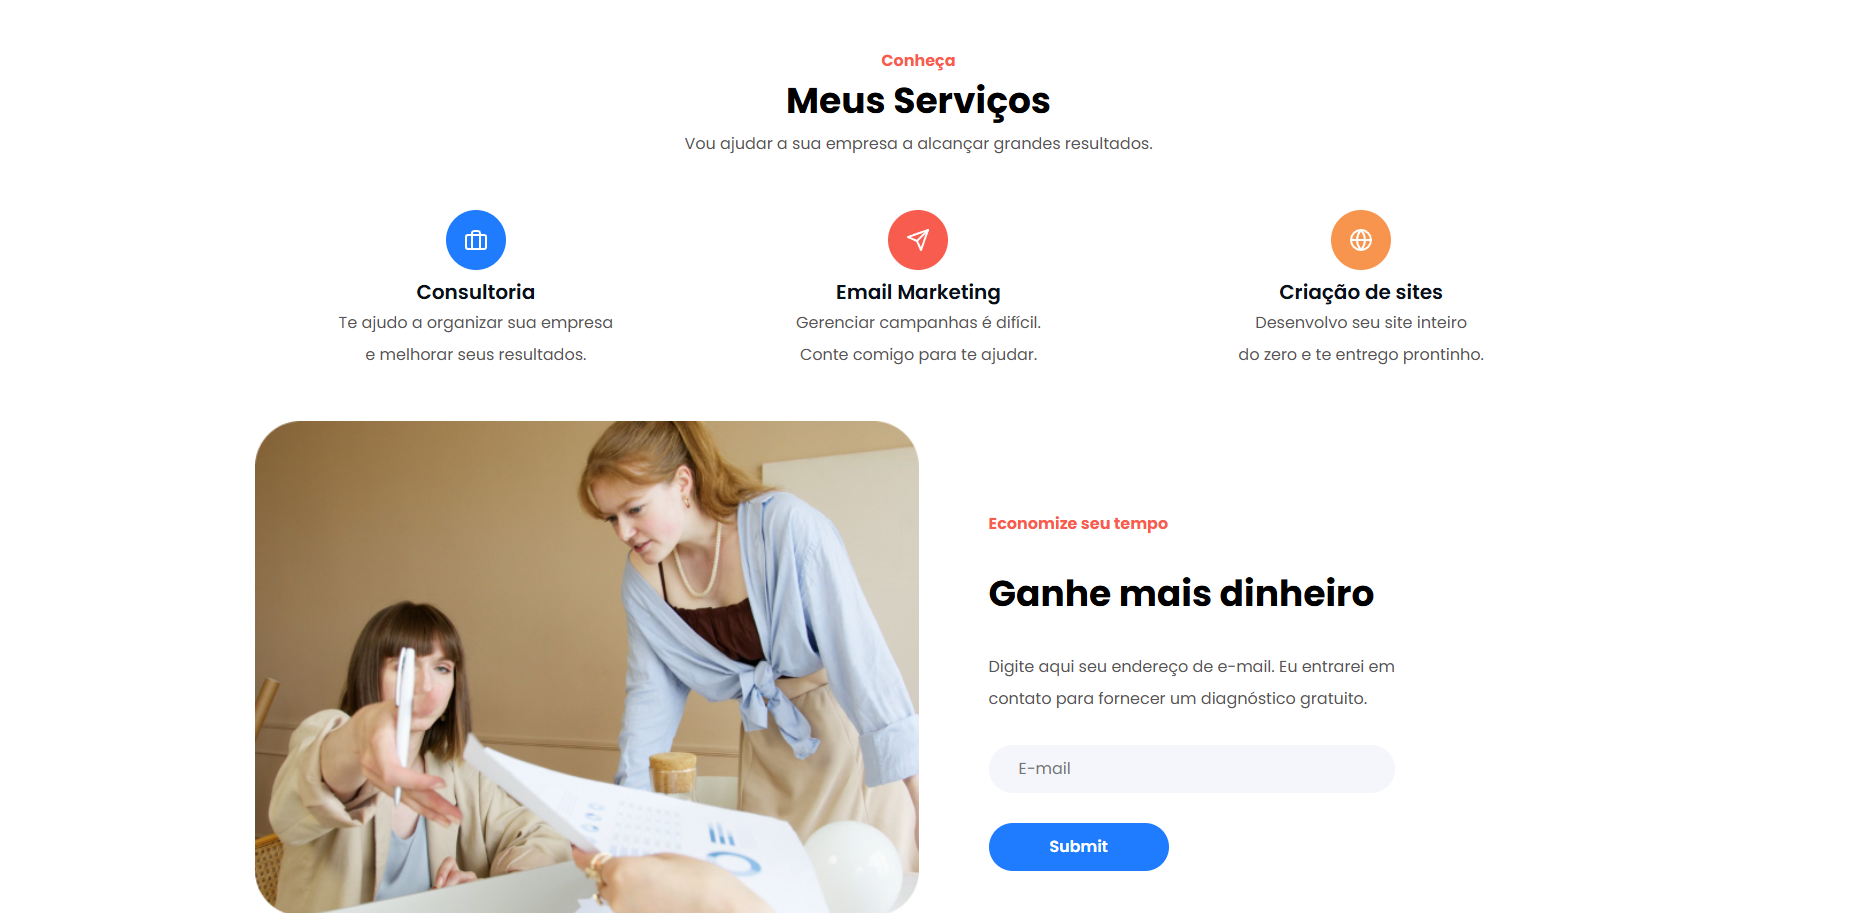 Conheça
Meus Serviços
Vou ajudar a sua empresa a alcançar grandes resultados.
Consultoria
Te ajudo a organizar sua empresa
e melhorar seus resultados.
Email Marketing
Gerenciar campanhas é difícil.
Conte comigo para te ajudar.
Criação de sites
Desenvolvo seu site inteiro
do zero e te entrego prontinho.
Economize seu tempo
Ganhe mais dinheiro
Digite aqui seu endereço de e-mail. Eu entrarei em
contato para fornecer um diagnóstico gratuito.
E-mail
Submit